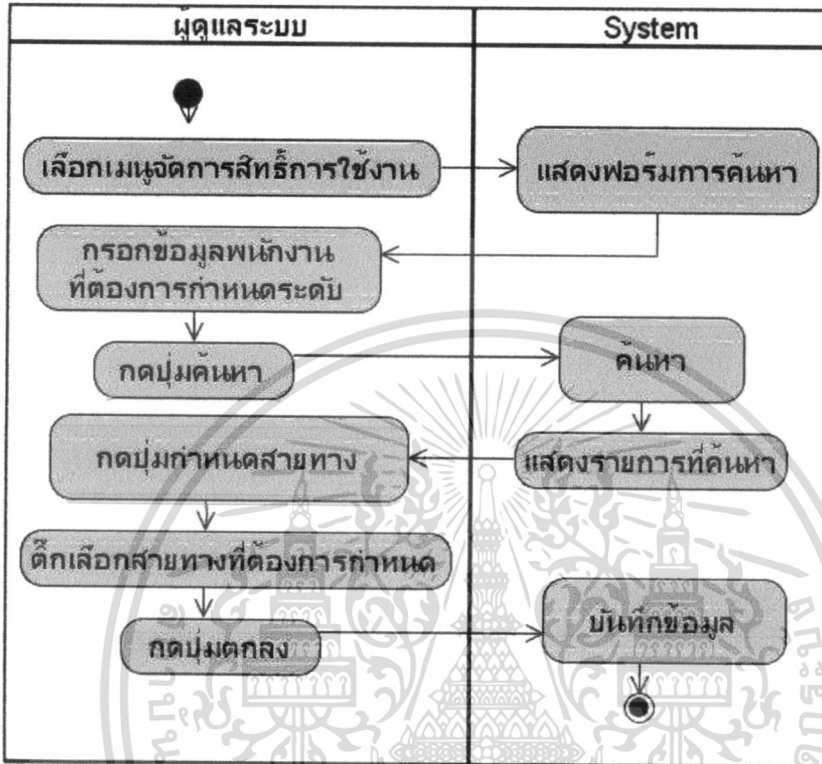 ผู้ดูแลระบบ
System
เลือกเมนูจัดการสิทธิ์การใช้งาน
แสดงฟอร์มการค้นหา
กรอกข้อมูลพนักงาน
ที่ต้องการกำหนดระดับ
กดปุ่มค้นหา
ค้นหา
กดปุ่มกำหนดสายทาง
แสดงรายการที่ค้นหา
ติ๊กเลือกสายทางที่ต้องการกำหนด
บันทึกข้อมูล
กดปุ่มตกลง